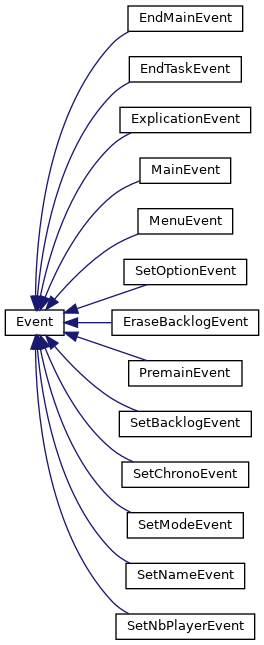 EndMainEvent
EndTaskEvent
ExplicationEvent
MainEvent
MenuEvent
SetOptionEvent
Event
EraseBacklogEvent
PremainEvent
SetBacklogEvent
SetChronoEvent
SetModeEvent
SetNameEvent
SetNbPlayerEvent